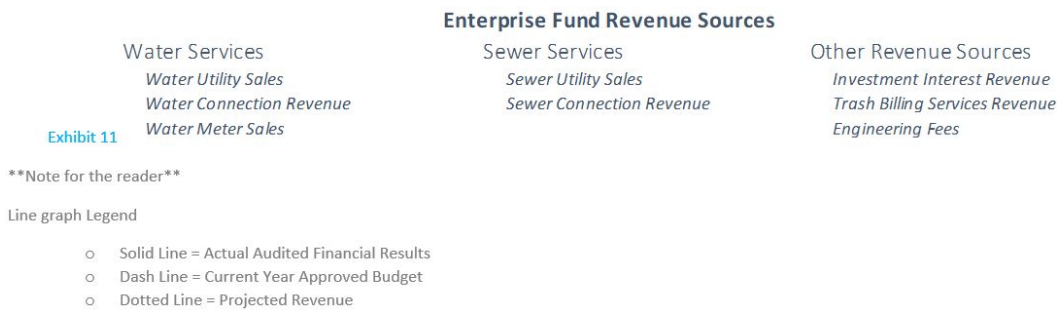 Enterprise Fund Revenue Sources
Water Services
Water Utility Sales
Water Connection Revenue
Water Meter Sales
Sewer Services
Sewer Utility Sales
Sewer Connection Revenue
Other Revenue Sources
Investment Interest Revenue
Trash Billing Services Revenue
Engineering Fees
Exhibit 11
**Note for the reader**
Line graph Legend
o Solid Line = Actual Audited Financial Results
o Dash Line = Current Year Approved Budget
o Dotted Line = Projected Revenue